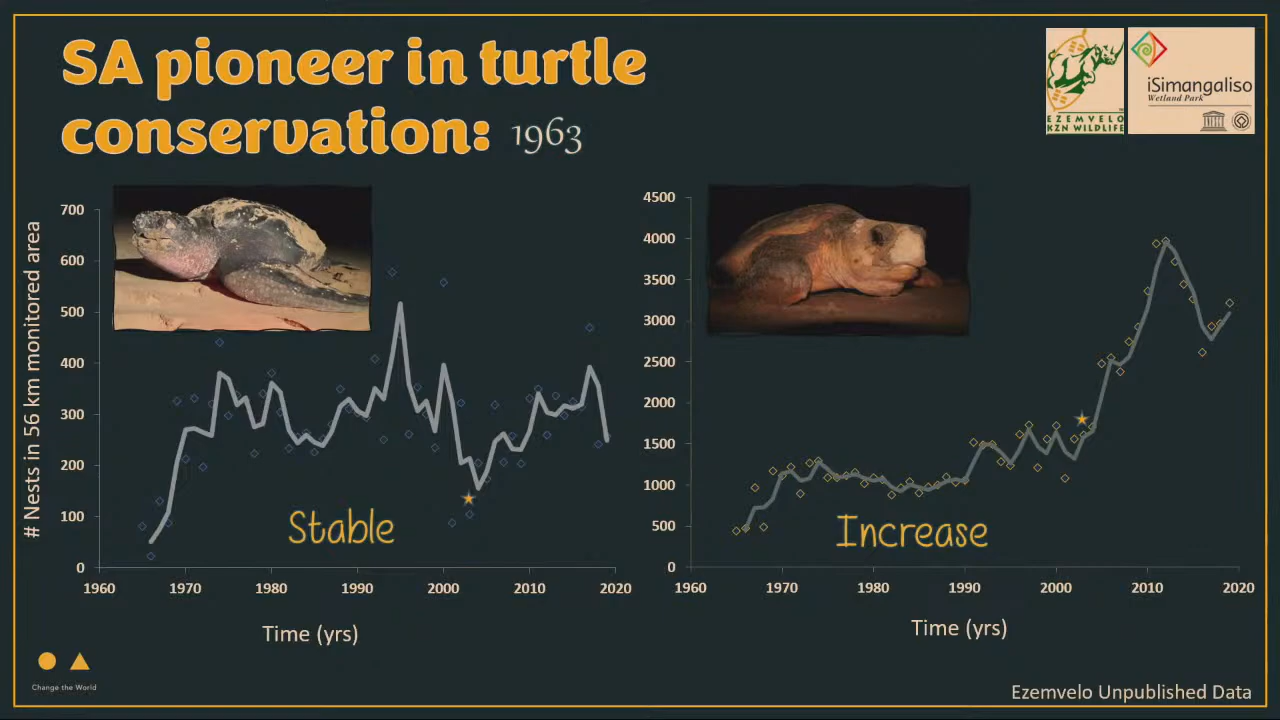 SA pioneer in turtle
conservation: 1963
EZEMVELO
KZN WILDLIFE
iSimangaliso
Wetland Park
# Nests in 56 km monitored area
700
600
500
400
300
200
100
0
1960 1970 1980 1990 2000 2010 2020
Time (yrs)
Stable
4500
4000
3500
3000
2500
2000
1500
1000
500
0
1960 1970 1980 1990 2000 2010 2020
Time (yrs)
Increase
Change the World
Ezemvelo Unpublished Data